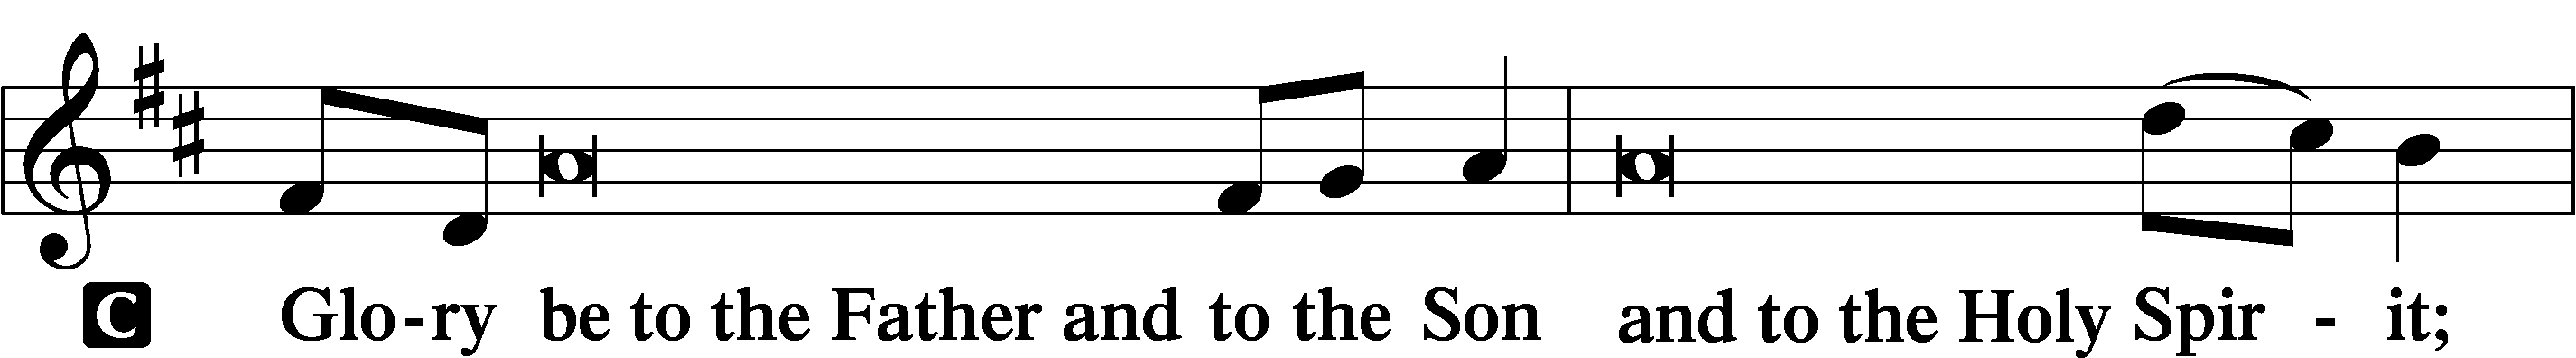 C Glo-ry be to the Father and to the Son and to the Holy Spir - it;